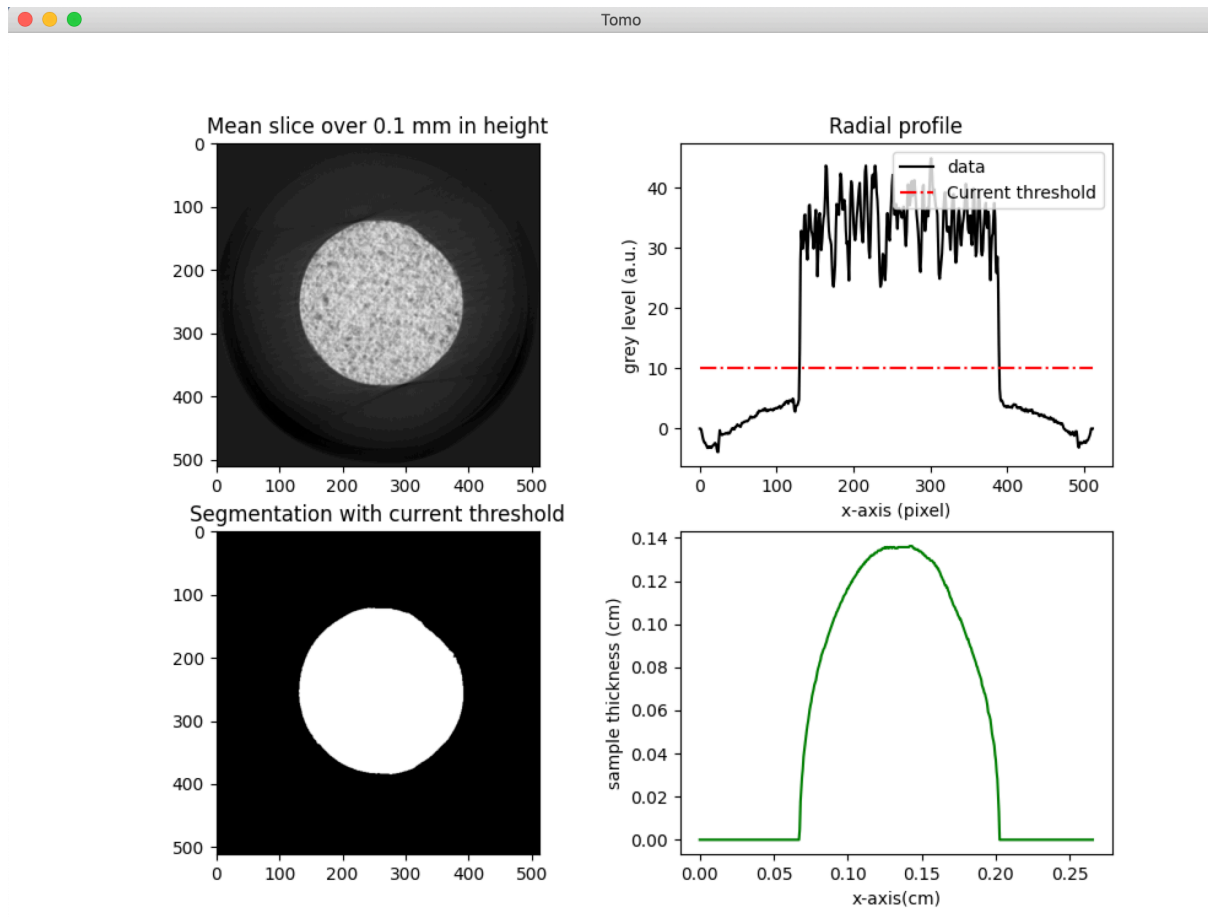 Tomo
Mean slice over 0.1 mm in height
0
100
200
300
400
500
0 100 200 300 400 500
Radial profile
data
Current threshold
grey level (a.u.)
40
30
20
10
0
0 100 200 300 400 500
x-axis (pixel)
Segmentation with current threshold
0
100
200
300
400
500
0 100 200 300 400 500
sample thickness (cm)
0.14
0.12
0.10
0.08
0.06
0.04
0.02
0.00
0.00 0.05 0.10 0.15 0.20 0.25
x-axis(cm)